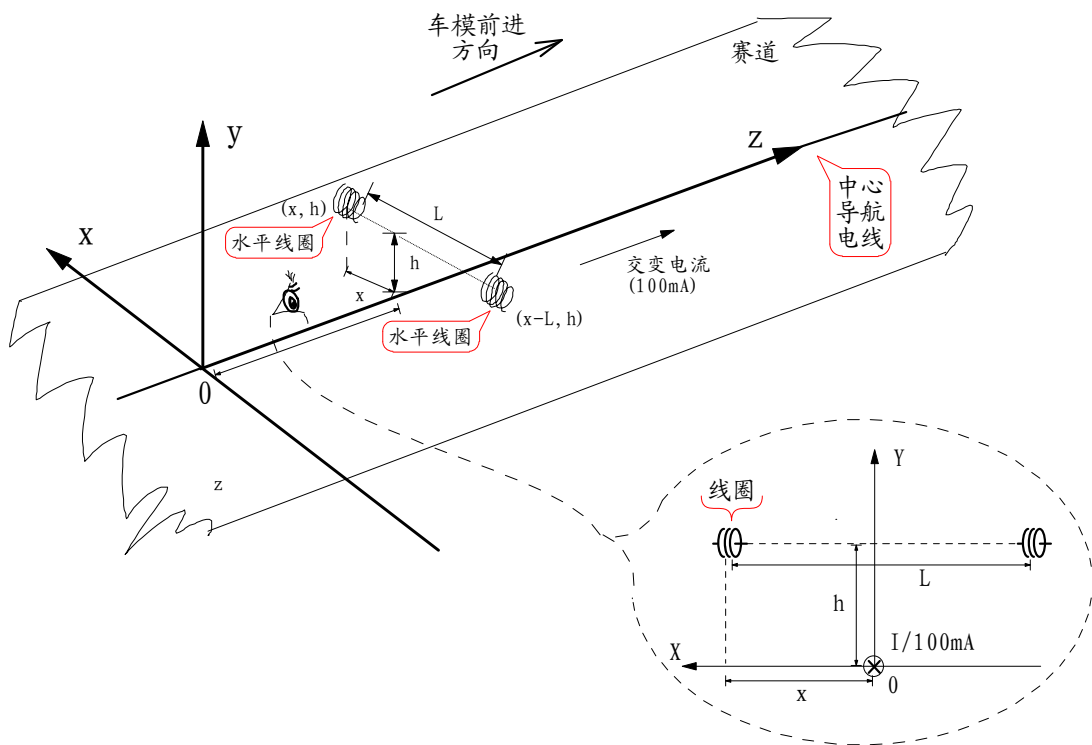 车模前进
方向
赛道
y
z
中心
导航
电线
(x, h)
L
x
水平线圈
h
交变电流
(100mA)
x
(x-L, h)
水平线圈
0
z
Y
线圈
L
h
I/100mA
X
0
x